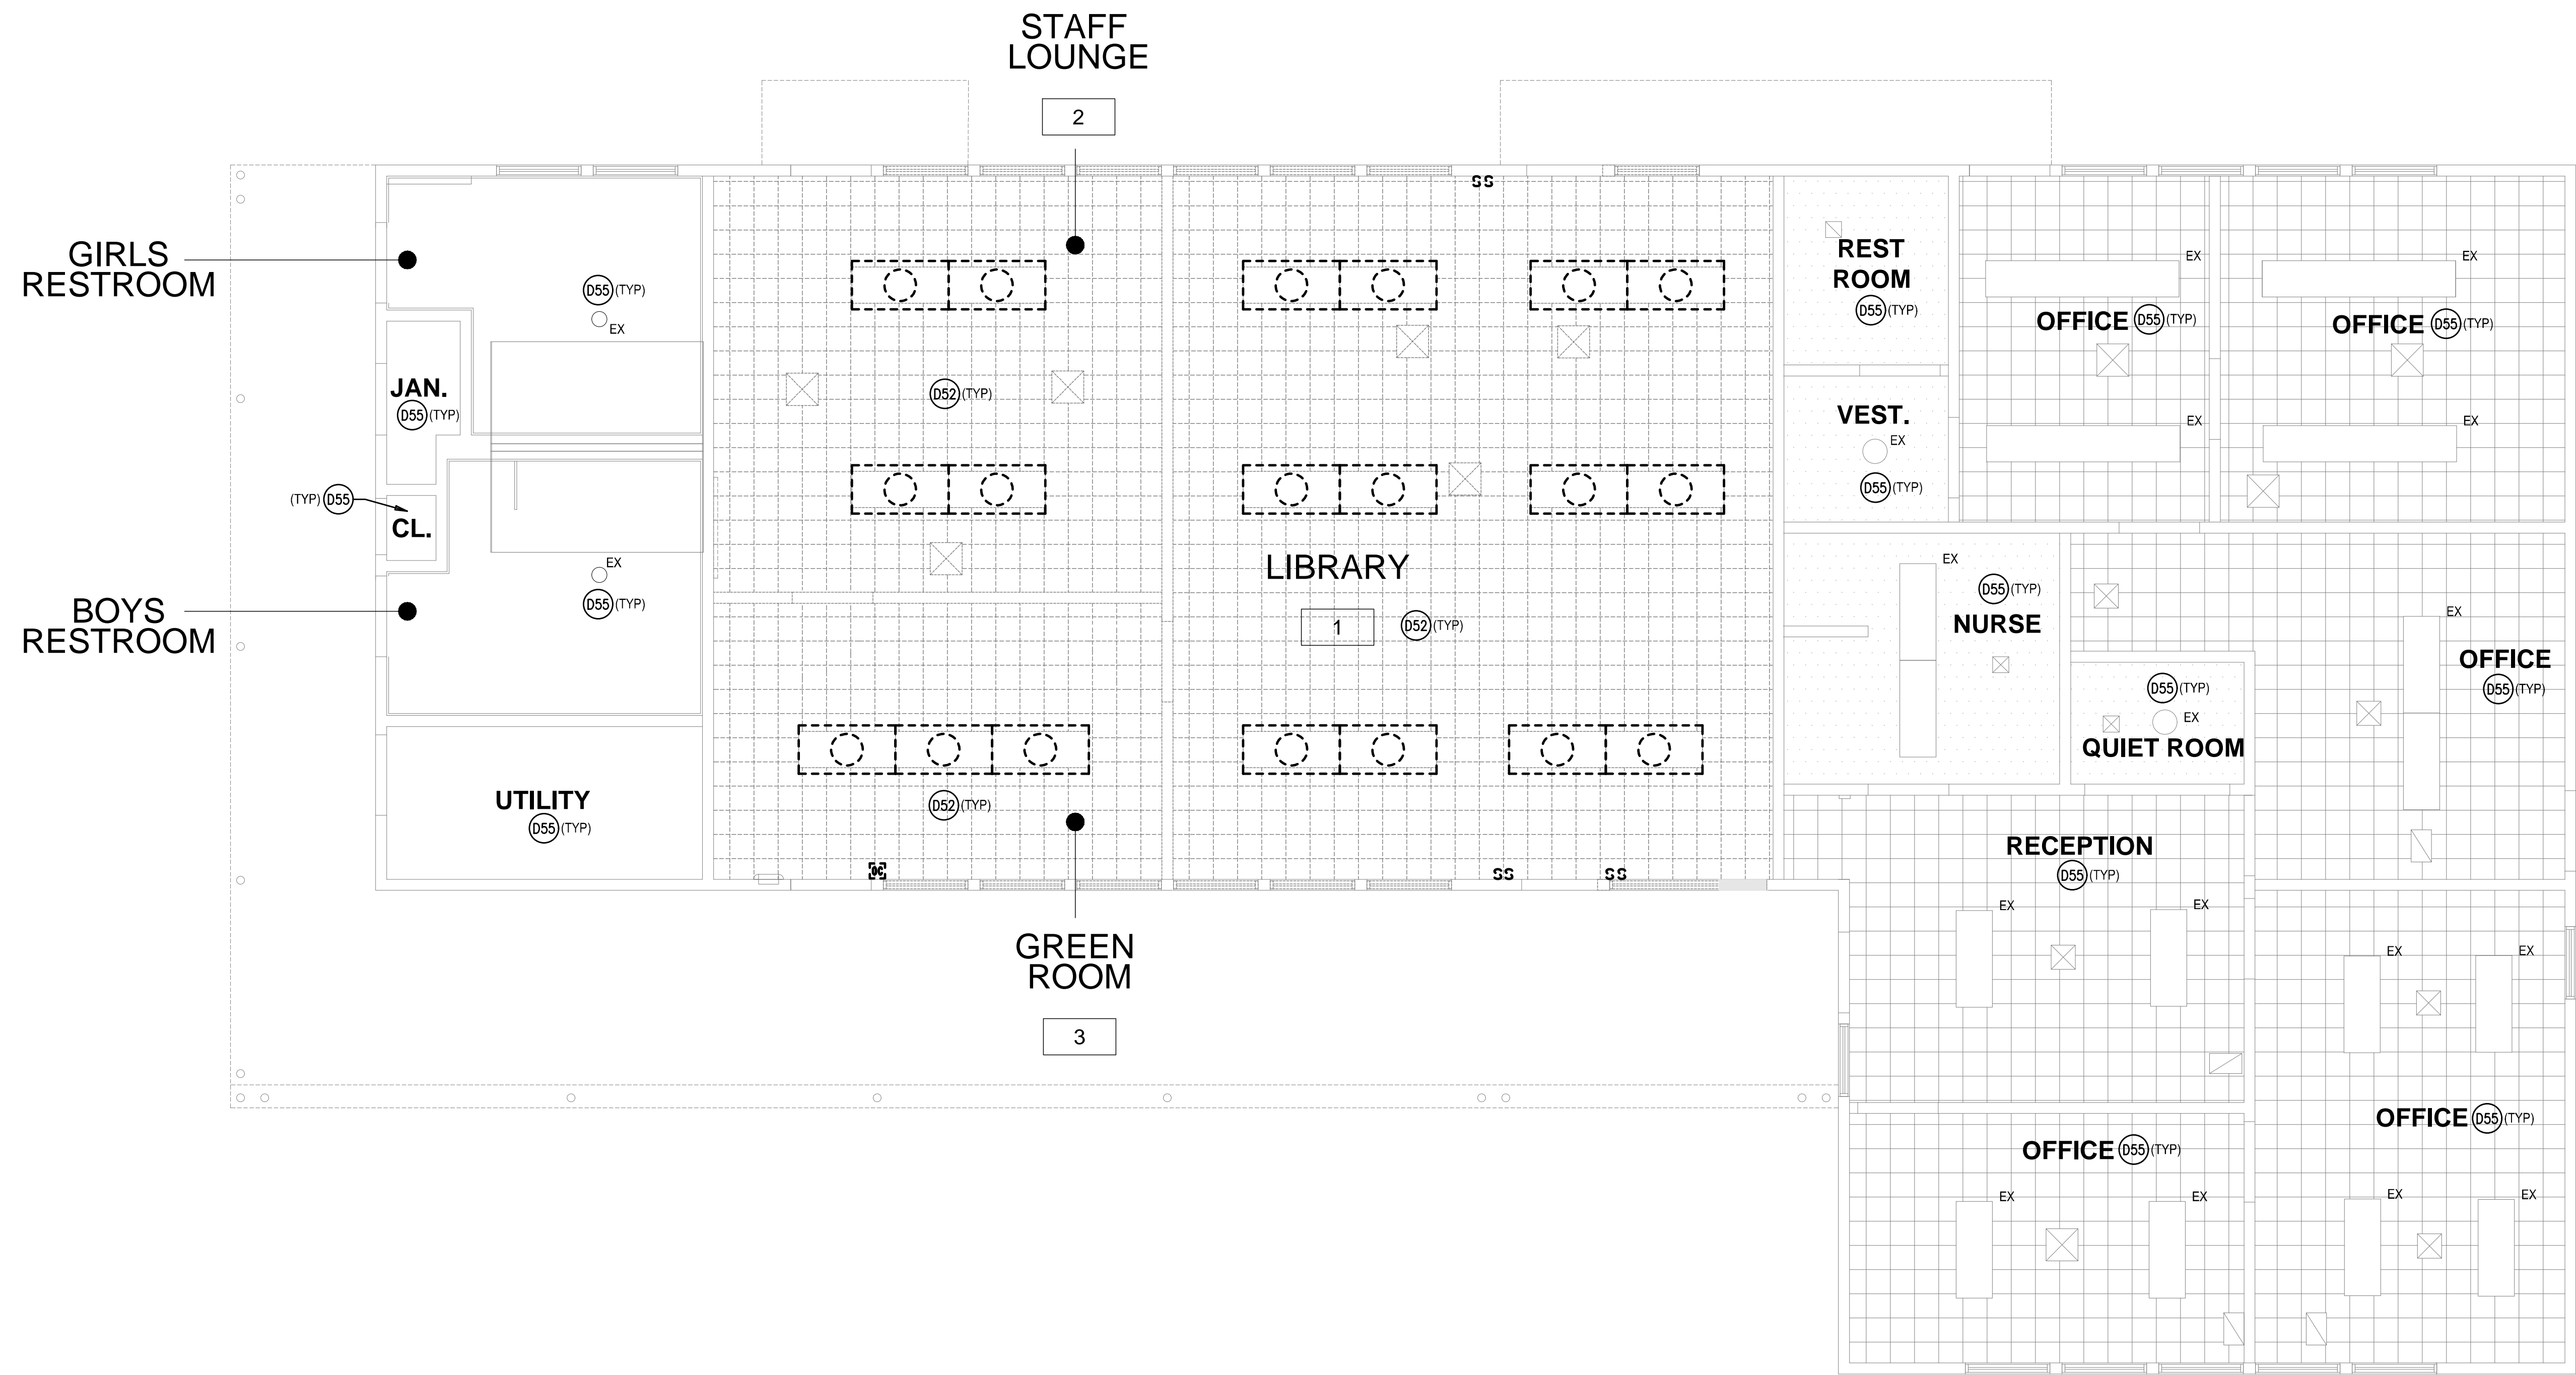 STAFF
LOUNGE
2
SS
GIRLS
RESTROOM
D55 (TYP)
EX
JAN.
D55 (TYP)
(TYP) D55
CL.
EX
D55 (TYP)
BOYS
RESTROOM
UTILITY
D55 (TYP)
D52 (TYP)
D52 (TYP)
OC
GREEN
ROOM
3
LIBRARY
1
D52 (TYP)
SS
SS
REST
ROOM
D55 (TYP)
VEST.
EX
D55 (TYP)
EX
OFFICE D55 (TYP)
EX
EX
OFFICE D55 (TYP)
EX
EX
D55 (TYP)
NURSE
D55 (TYP)
EX
QUIET ROOM
EX
OFFICE
D55 (TYP)
RECEPTION
D55 (TYP)
EX
EX
EX
EX
OFFICE D55 (TYP)
EX
EX
OFFICE D55 (TYP)
EX
EX